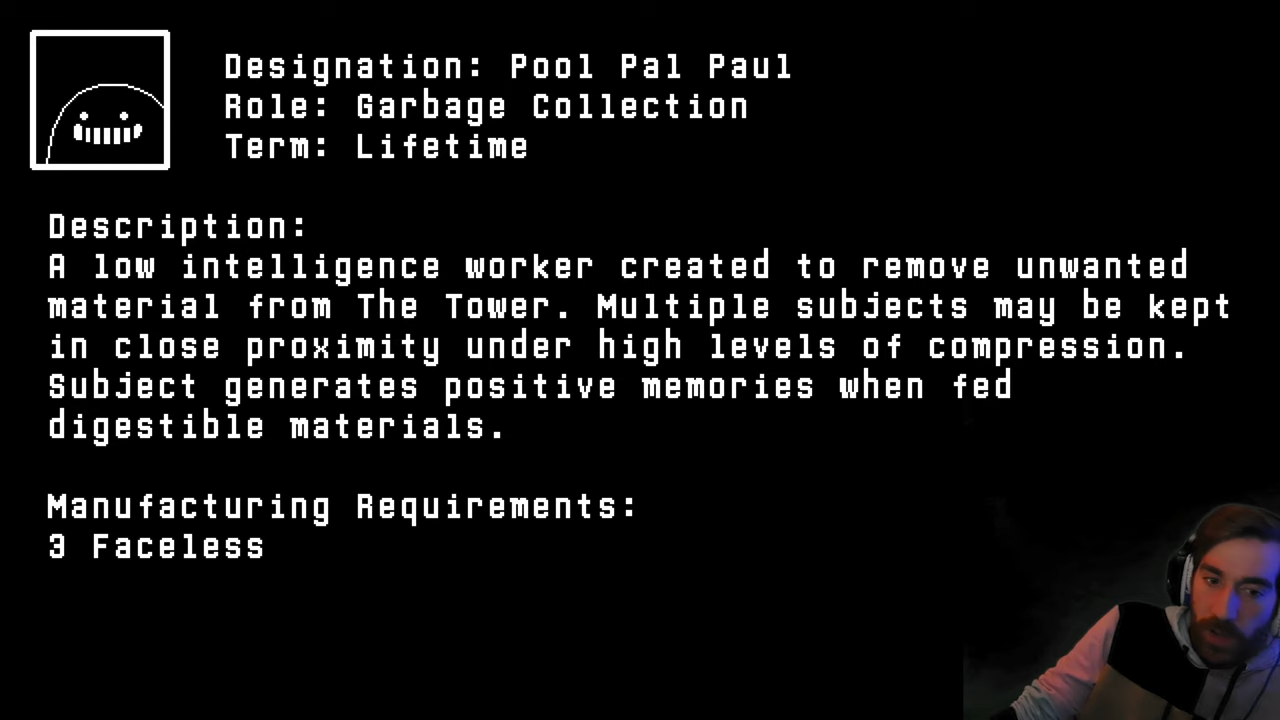 Designation: Pool Pal Paul
Role: Garbage Collection
Term: Lifetime
Description:
A low intelligence worker created to remove unwanted
material from The Tower. Multiple subjects may be kept
in close proximity under high levels of compression.
Subject generates positive memories when fed
digestible materials.
Manufacturing Requirements:
3 Faceless